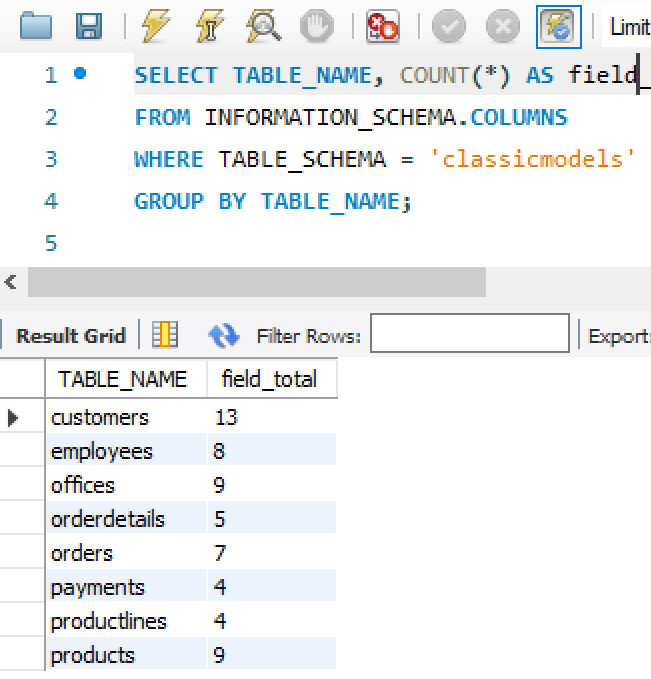 Limit
1 SELECT TABLE_NAME, COUNT(*) AS field_
2 FROM INFORMATION_SCHEMA.COLUMNS
3 WHERE TABLE_SCHEMA = 'classicmodels'
4 GROUP BY TABLE_NAME;
5
Result Grid Filter Rows: Export:
TABLE_NAME field_total
customers 13
employees 8
offices 9
orderdetails 5
orders 7
payments 4
productlines 4
products 9